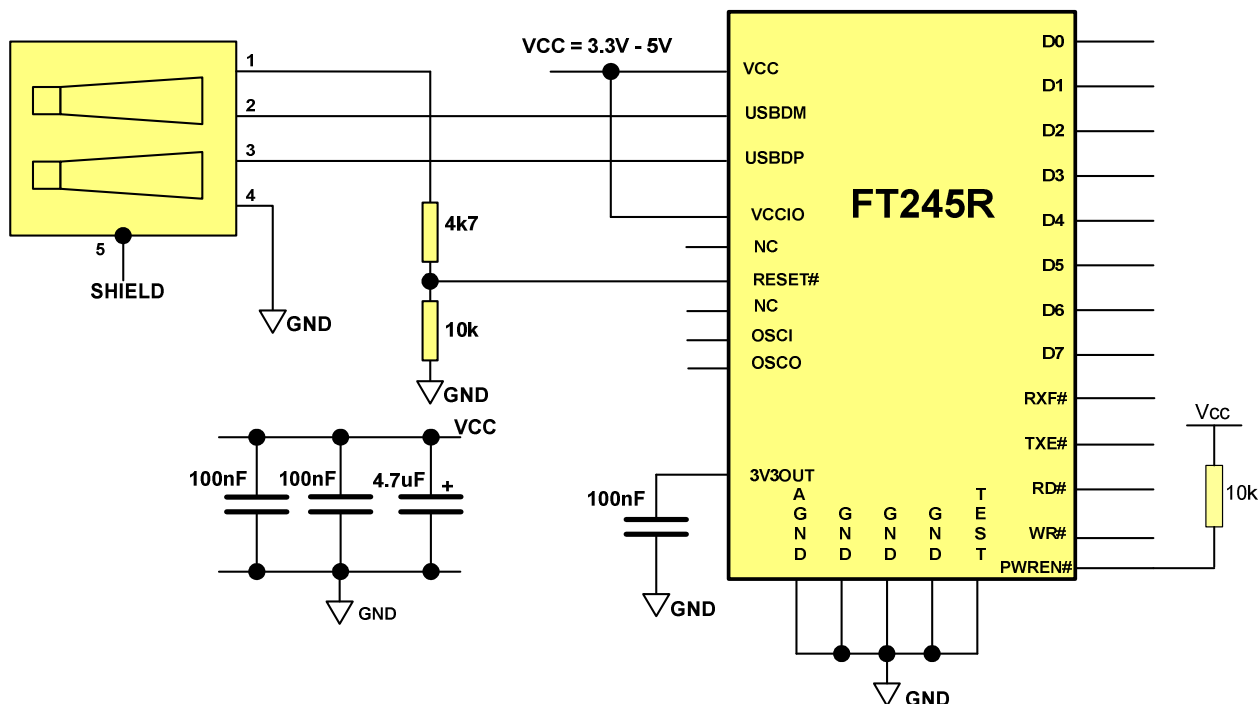 VCC = 3.3V - 5V
1
2
3
4
5
SHIELD
GND
4k7
10k
GND
VCC
100nF
100nF
4.7uF
+
GND
100nF
GND
FT245R
VCC
USBDM
USBDP
VCCIO
NC
RESET#
NC
OSCI
OSCO
3V3OUT
AGND
GND
GND
GND
TEST
GND
D0
D1
D2
D3
D4
D5
D6
D7
RXF#
TXE#
RD#
WR#
PWREN#
Vcc
10k